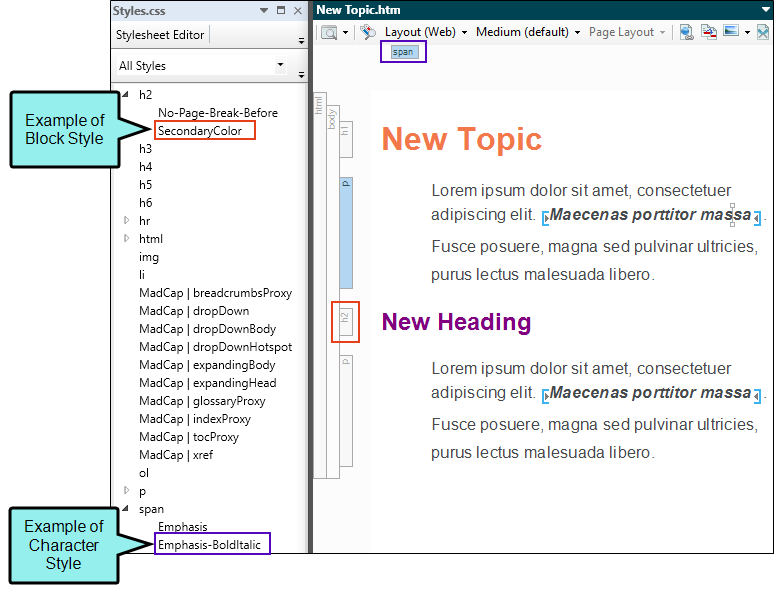 Styles.css
Stylesheet Editor
All Styles
h2
No-Page-Break-Before
SecondaryColor
h3
h4
h5
h6
hr
html
img
li
MadCap | breadcrumbsProxy
MadCap | dropDown
MadCap | dropDownBody
MadCap | dropDownHotspot
MadCap | expandingBody
MadCap | expandingHead
MadCap | glossaryProxy
MadCap | indexProxy
MadCap | tocProxy
MadCap | xref
ol
p
span
Emphasis
Emphasis-BoldItalic
Example of
Block Style
Example of
Character
Style
New Topic.htm
Layout (Web)
Medium (default)
Page Layout
span
html
body
h1
p
h2
p
New Topic
Lorem ipsum dolor sit amet, consectetuer
adipiscing elit. Maecenas porttitor massa.
Fusce posuere, magna sed pulvinar ultricies,
purus lectus malesuada libero.
New Heading
Lorem ipsum dolor sit amet, consectetuer
adipiscing elit. Maecenas porttitor massa.
Fusce posuere, magna sed pulvinar ultricies,
purus lectus malesuada libero.